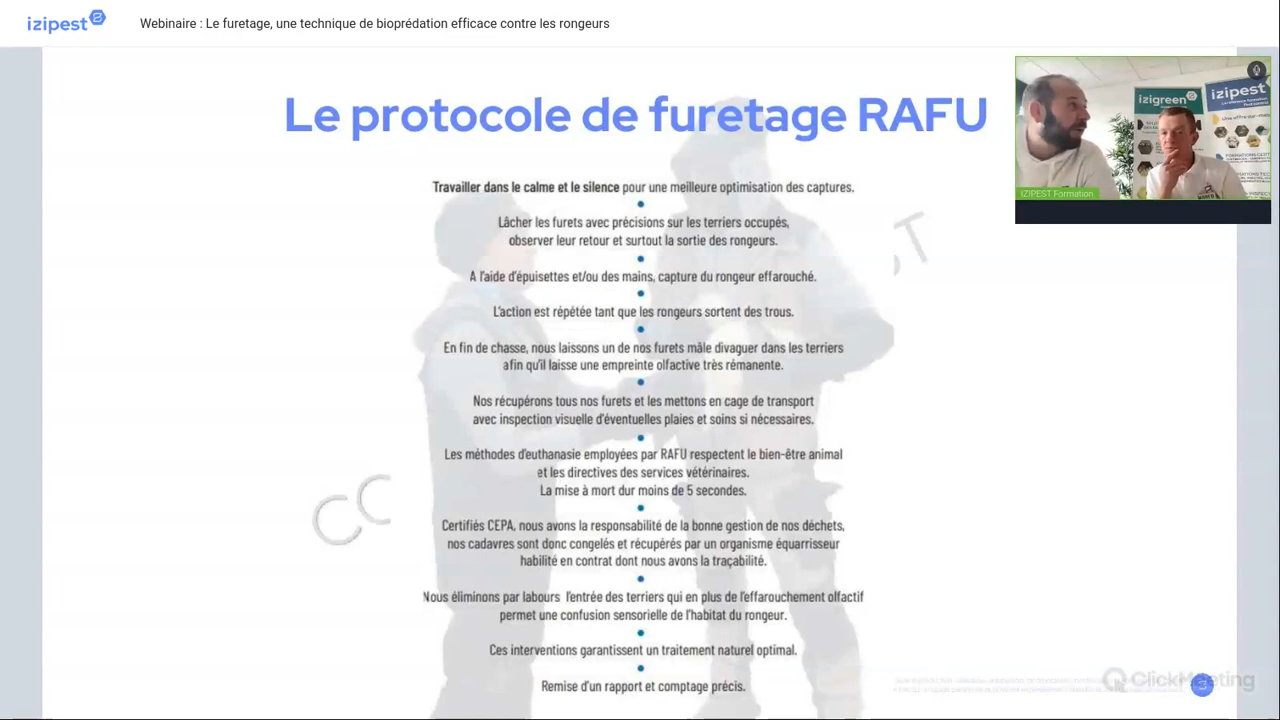 izipest
Webinaire : Le furetage, une technique de bioprédation efficace contre les rongeurs
Le protocole de furetage RAFU
izigreen
izipest
IZIPEST Formation
Travailler dans le calme et le silence pour une meilleure optimisation des captures.
Lâcher les furets avec précisions sur les terriers occupés,
observer leur retour et surtout la sortie des rongeurs.
A l'aide d'épuisettes et/ou des mains, capture du rongeur effarouché.
L'action est répétée tant que les rongeurs sortent des trous.
En fin de chasse, nous laissons un de nos furets mâle divaguer dans les terriers
afin qu'il laisse une empreinte olfactive très rémanente.
Nos récupérons tous nos furets et les mettons en cage de transport
avec inspection visuelle d'éventuelles plaies et soins si nécessaires.
Les méthodes d'euthanasie employées par RAFU respectent le bien-être animal
et les directives des services vétérinaires.
La mise à mort dur moins de 5 secondes.
Certifiés CEPA, nous avons la responsabilité de la bonne gestion de nos déchets,
nos cadavres sont donc congelés et récupérés par un organisme équarrisseur
habilité en contrat dont nous avons la traçabilité.
Nous éliminons par labours l'entrée des terriers qui en plus de l'effarouchement olfactif
permet une confusion sensorielle de l'habitat du rongeur.
Ces interventions garantissent un traitement naturel optimal.
Remise d'un rapport et comptage précis.
ClickMeeting